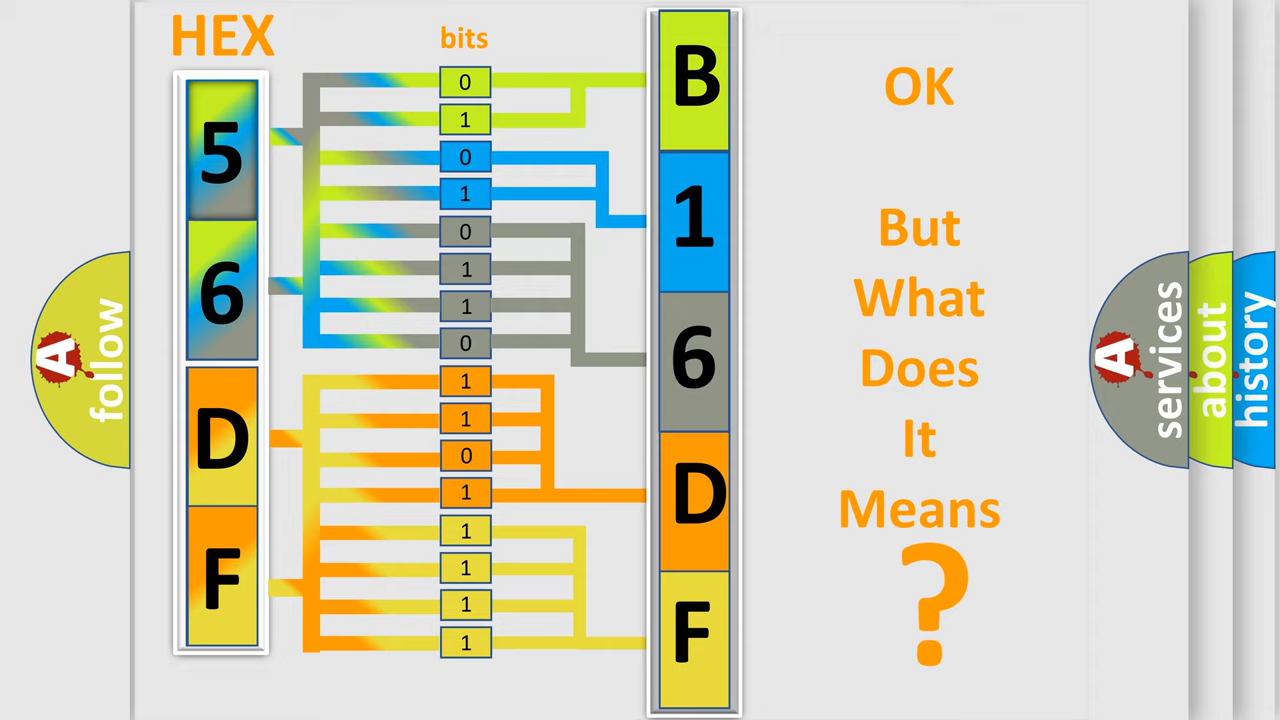 HEX
bits
5
6
D
F
0
1
0
1
0
1
1
0
1
1
0
1
1
1
1
1
B
1
6
D
F
OK
But
What
Does
It
Means
?
A
follow
A
services
about
history